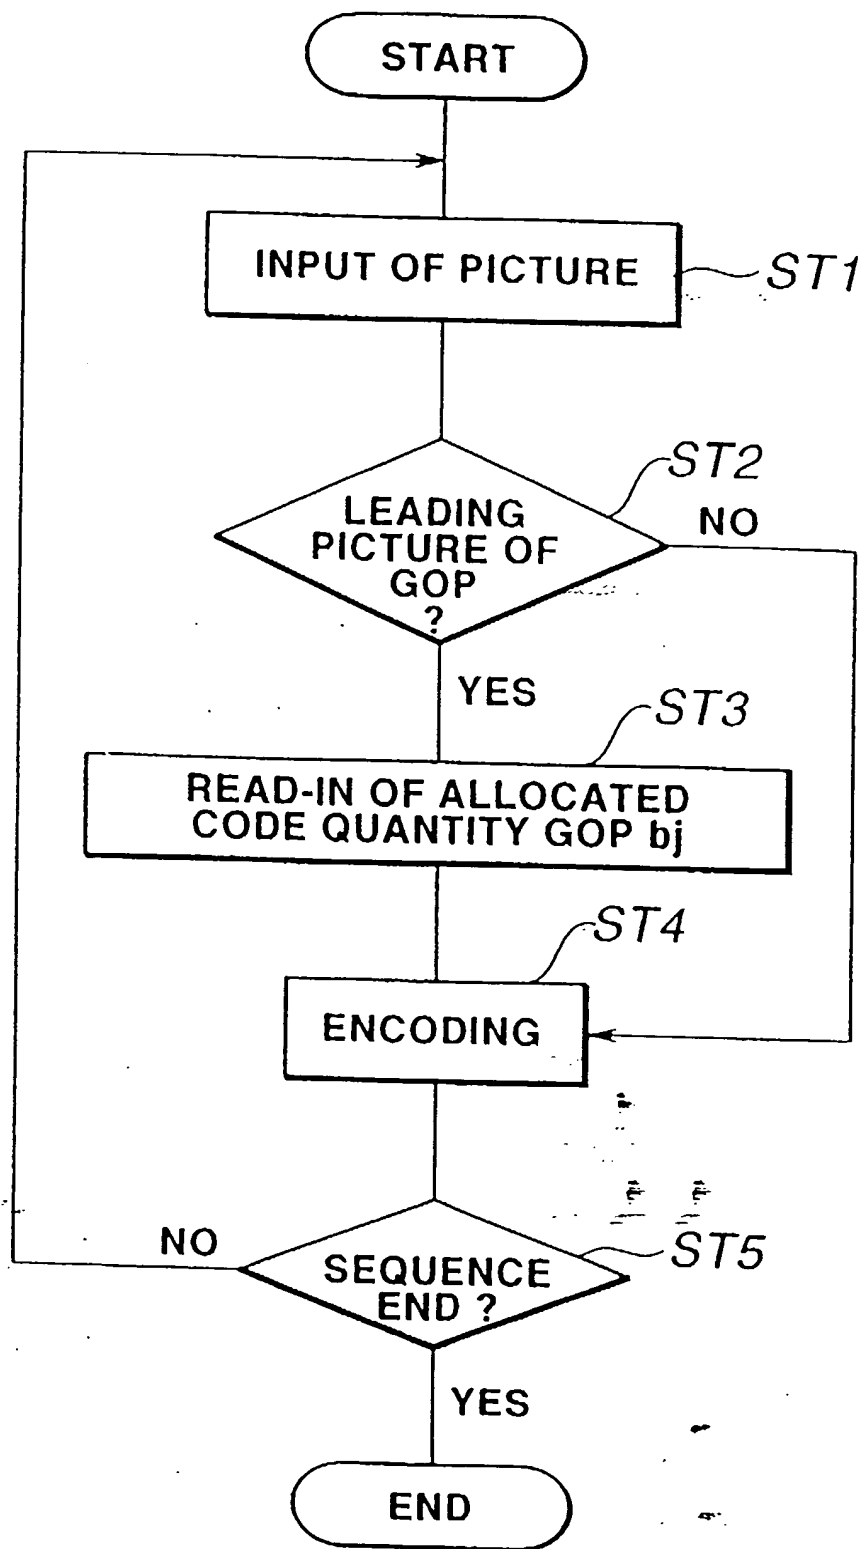 START
INPUT OF PICTURE
ST1
ST2
LEADING
PICTURE OF
GOP
?
NO
YES
ST3
READ-IN OF ALLOCATED
CODE QUANTITY GOP bj
ST4
ENCODING
NO
ST5
SEQUENCE
END ?
YES
END